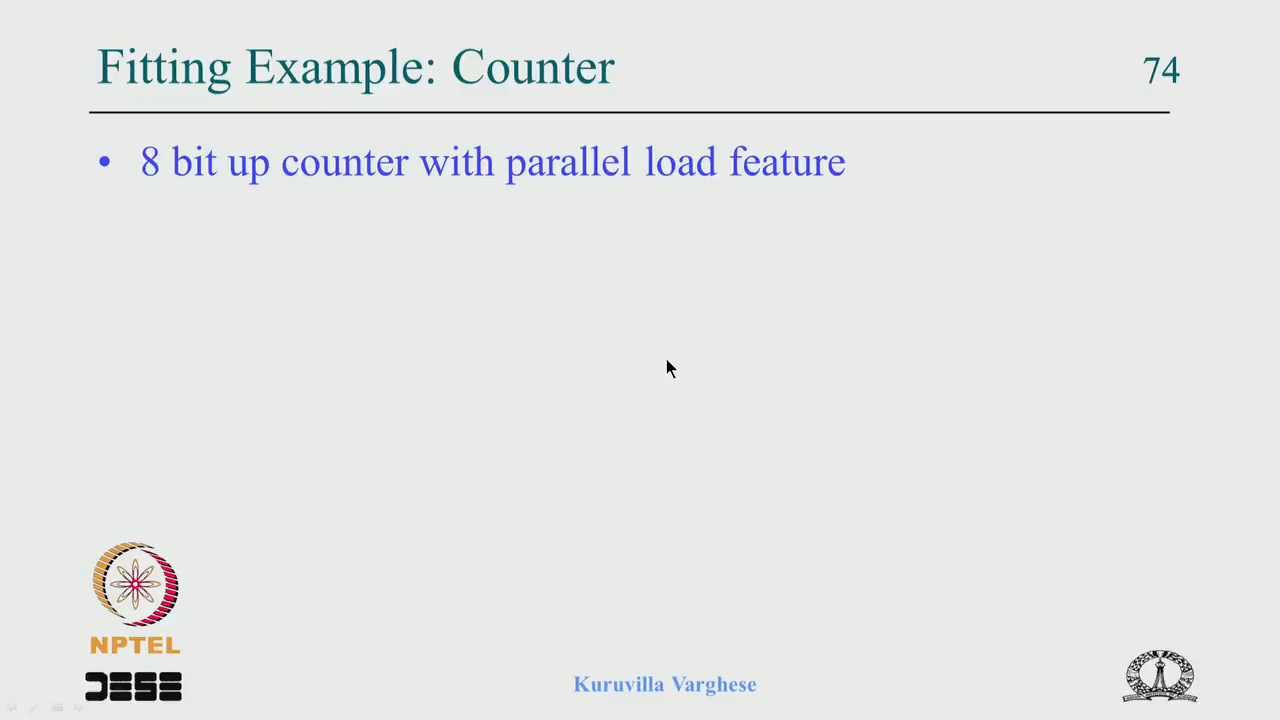 Fitting Example: Counter
74
• 8 bit up counter with parallel load feature
NPTEL
DESE
Kuruvilla Varghese